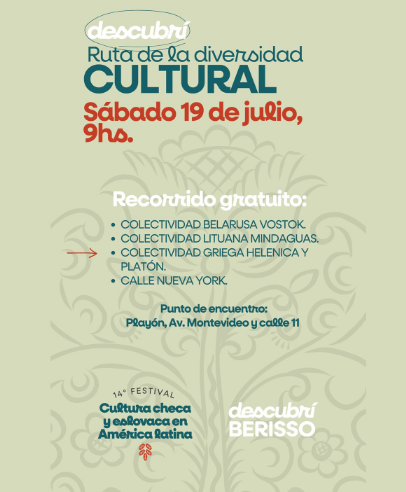 descubrí
Ruta de la diversidad
CULTURAL
Sábado 19 de julio,
9hs.
Recorrido gratuito:
• COLECTIVIDAD BELARUSA VOSTOK.
• COLECTIVIDAD LITUANA MINDAGUAS.
• COLECTIVIDAD GRIEGA HELENICA Y
PLATÓN.
• CALLE NUEVA YORK.
Punto de encuentro:
Playón, Av. Montevideo y calle 11
14º FESTIVAL
Cultura checa
y eslovaca en
América latina
descubrí
BERISSO